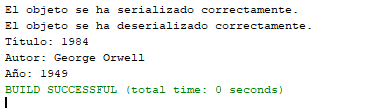 El objeto se ha serializado correctamente.
El objeto se ha deserializado correctamente.
Título: 1984
Autor: George Orwell
Año: 1949
BUILD SUCCESSFUL (total time: 0 seconds)